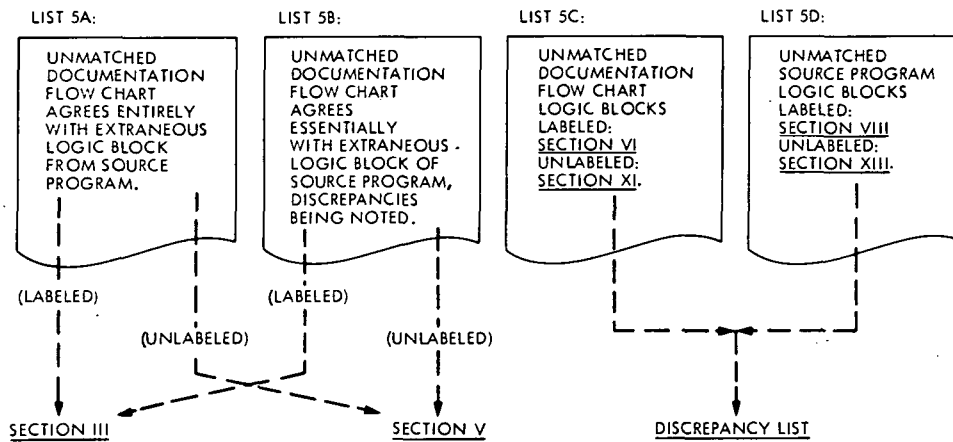 LIST 5A:
UNMATCHED
DOCUMENTATION
FLOW CHART
AGREES ENTIRELY
WITH EXTRANEOUS
LOGIC BLOCK
FROM SOURCE
PROGRAM.
LIST 5B:
UNMATCHED
DOCUMENTATION
FLOW CHART
AGREES
ESSENTIALLY
WITH EXTRANEOUS -
LOGIC BLOCK OF
SOURCE PROGRAM,
DISCREPANCIES
BEING NOTED.
LIST 5C:
UNMATCHED
DOCUMENTATION
FLOW CHART
LOGIC BLOCKS
LABELED:
SECTION VI
UNLABELED:
SECTION XI.
LIST 5D:
UNMATCHED
SOURCE PROGRAM
LOGIC BLOCKS
LABELED:
SECTION VIII
UNLABELED:
SECTION XIII.
(LABELED)
(UNLABELED)
(LABELED)
(UNLABELED)
SECTION III
SECTION V
DISCREPANCY LIST